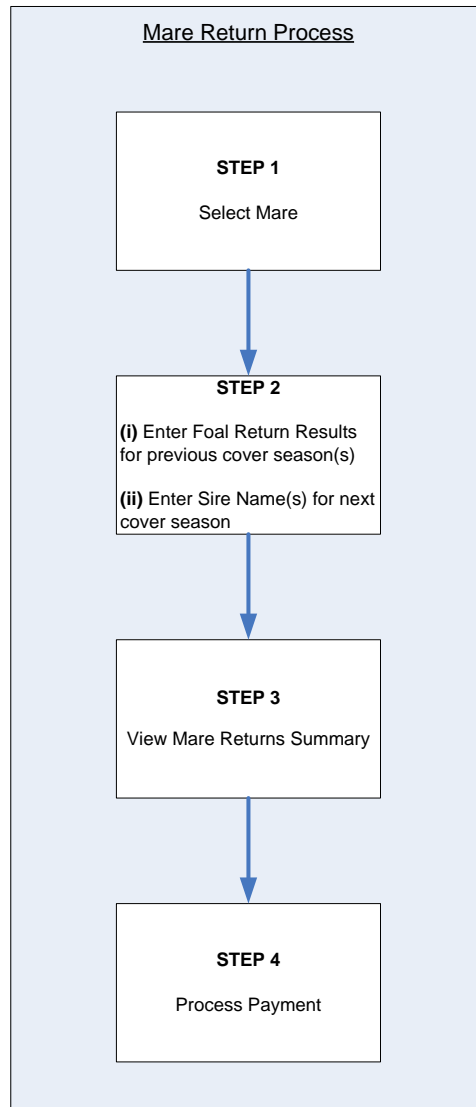 Mare Return Process
STEP 1
Select Mare
STEP 2
(i) Enter Foal Return Results
for previous cover season(s)
(ii) Enter Sire Name(s) for next
cover season
STEP 3
View Mare Returns Summary
STEP 4
Process Payment